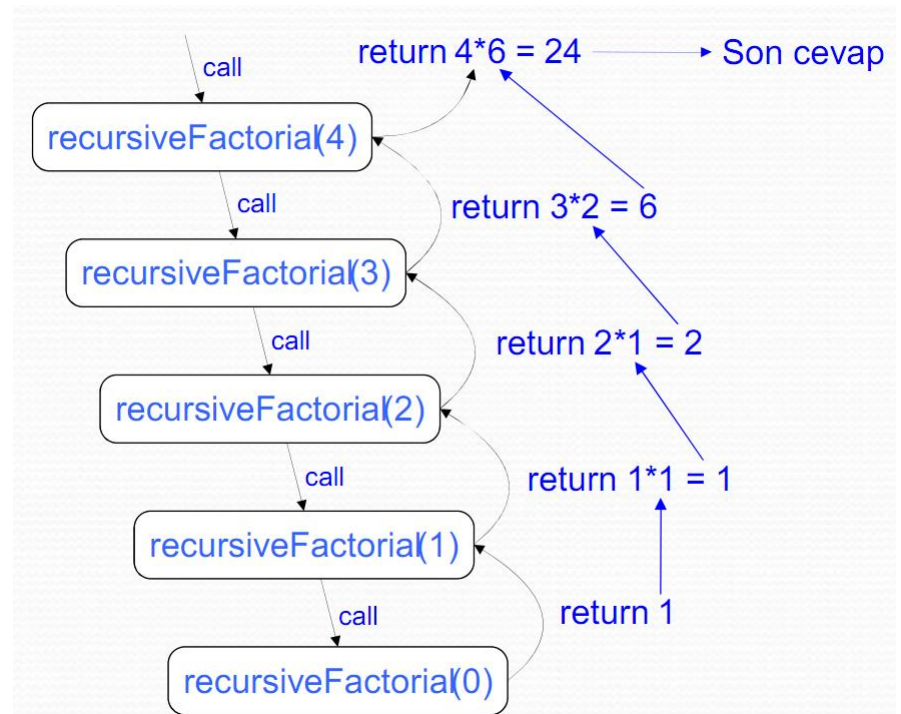 return 4*6 = 24
Son cevap
call
recursiveFactorial(4)
call
return 3*2 = 6
recursiveFactorial(3)
call
return 2*1 = 2
recursiveFactorial(2)
call
return 1*1 = 1
recursiveFactorial(1)
call
return 1
recursiveFactorial(0)